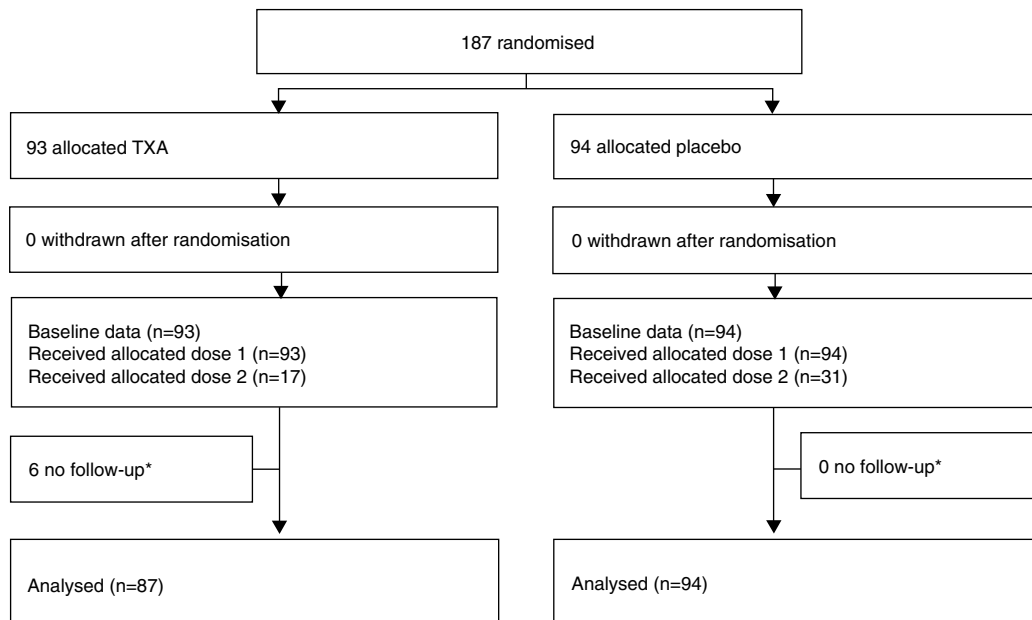 187 randomised
93 allocated TXA
94 allocated placebo
0 withdrawn after randomisation
0 withdrawn after randomisation
Baseline data (n=93)
Received allocated dose 1 (n=93)
Received allocated dose 2 (n=17)
Baseline data (n=94)
Received allocated dose 1 (n=94)
Received allocated dose 2 (n=31)
6 no follow-up*
0 no follow-up*
Analysed (n=87)
Analysed (n=94)